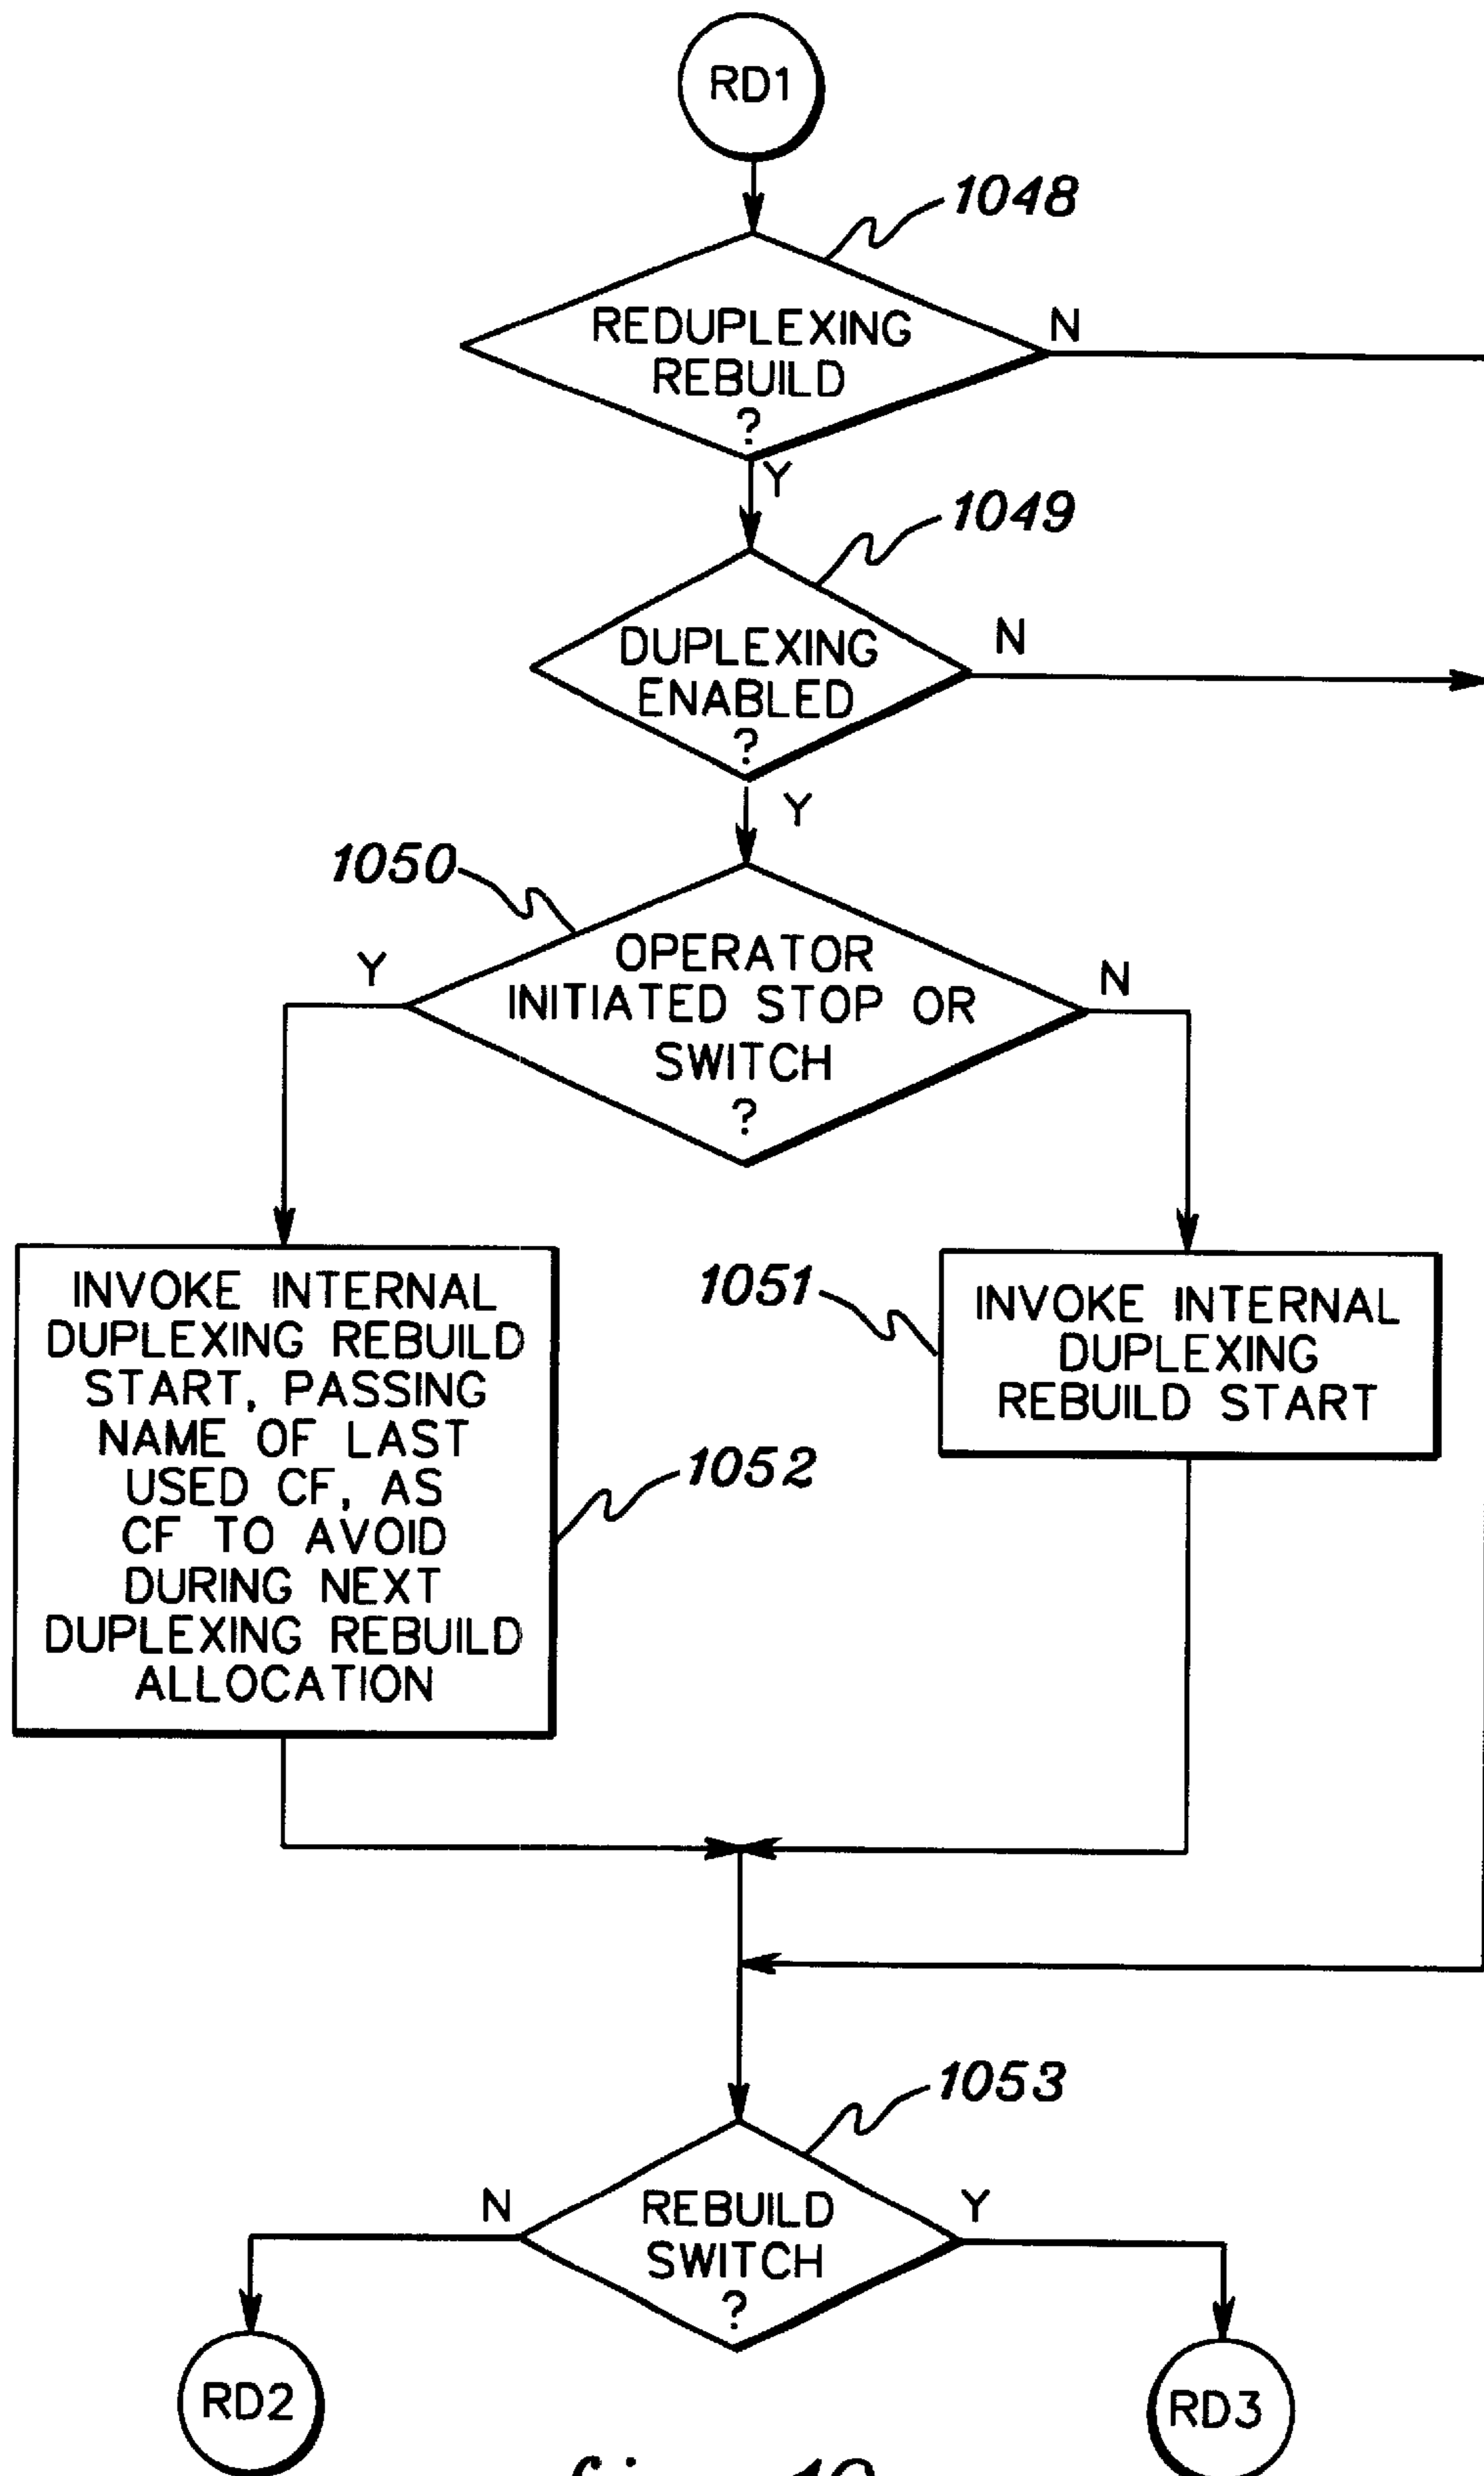 RD1
1048
REDUPLEXING
REBUILD
?
N
Y
1049
DUPLEXING
ENABLED
?
N
Y
1050
OPERATOR
INITIATED STOP OR
SWITCH
?
Y
N
INVOKE INTERNAL
DUPLEXING REBUILD
START, PASSING
NAME OF LAST
USED CF, AS
CF TO AVOID
DURING NEXT
DUPLEXING REBUILD
ALLOCATION
1052
1051
INVOKE INTERNAL
DUPLEXING
REBUILD START
1053
REBUILD
SWITCH
?
N
Y
RD2
RD3